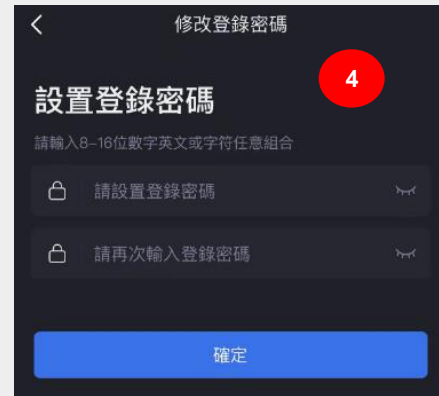 修改登錄密碼
4
設置登錄密碼
請輸入8-16位數字英文或字符任意組合
請設置登錄密碼
請再次輸入登錄密碼
確定